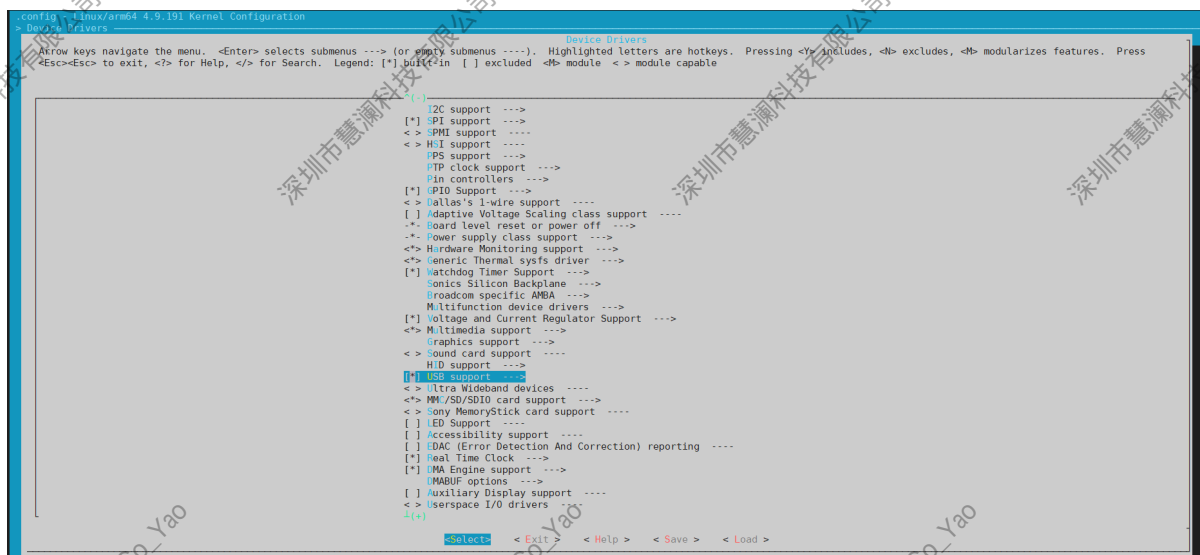 .config - Linux/arm64 4.9.191 Kernel Configuration
> Device Drivers
Device Drivers
Arrow keys navigate the menu.  <Enter> selects submenus ---> (or empty submenus ----).  Highlighted letters are hotkeys.  Pressing <Y> includes, <N> excludes, <M> modularizes features.  Press
<Esc><Esc> to exit, <?> for Help, </> for Search.  Legend: [*] built-in  [ ] excluded  <M> module  < > module capable
^(-)
I2C support  --->
[*] SPI support  --->
< > SPMI support  ----
< > HSI support  ----
PPS support  --->
PTP clock support  --->
Pin controllers  --->
[*] GPIO Support  --->
< > Dallas's 1-wire support  ----
[ ] Adaptive Voltage Scaling class support  ----
-*- Board level reset or power off  --->
-*- Power supply class support  --->
<*> Hardware Monitoring support  --->
<*> Generic Thermal sysfs driver  --->
[*] Watchdog Timer Support  --->
Sonics Silicon Backplane  --->
Broadcom specific AMBA  --->
Multifunction device drivers  --->
[*] Voltage and Current Regulator Support  --->
<*> Multimedia support  --->
Graphics support  --->
< > Sound card support  ----
HID support  --->
[*] USB support  --->
< > Ultra Wideband devices  ----
<*> MMC/SD/SDIO card support  --->
< > Sony MemoryStick card support  ----
[ ] LED Support  ----
[ ] Accessibility support  ----
[ ] EDAC (Error Detection And Correction) reporting  ----
[*] Real Time Clock  --->
[*] DMA Engine support  --->
DMABUF options  --->
[ ] Auxiliary Display support  ----
< > Userspace I/O drivers  ----
┴(+)
<Select>    < Exit >    < Help >    < Save >    < Load >
深圳市慧澜科技有限公司
深圳市慧澜科技有限公司
深圳市慧澜科技有限公司
技有限公司
Yao
Co_Yao
Co_Yao